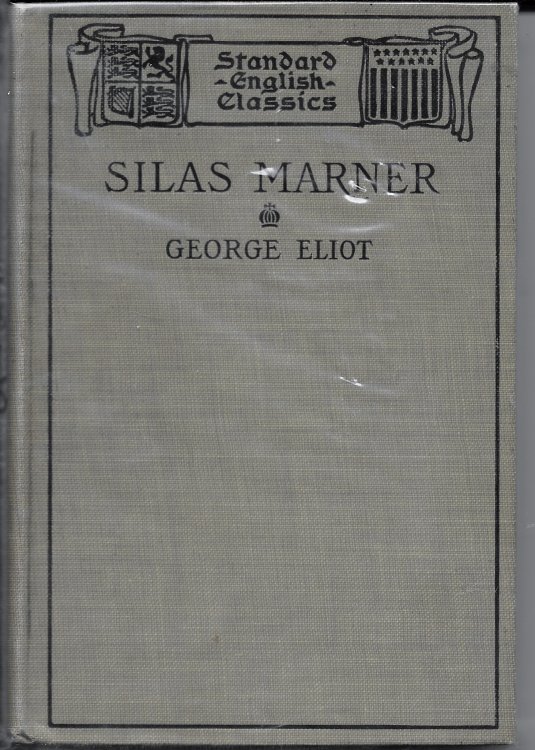 Standard
-English-
Classics
SILAS MARNER
GEORGE ELIOT